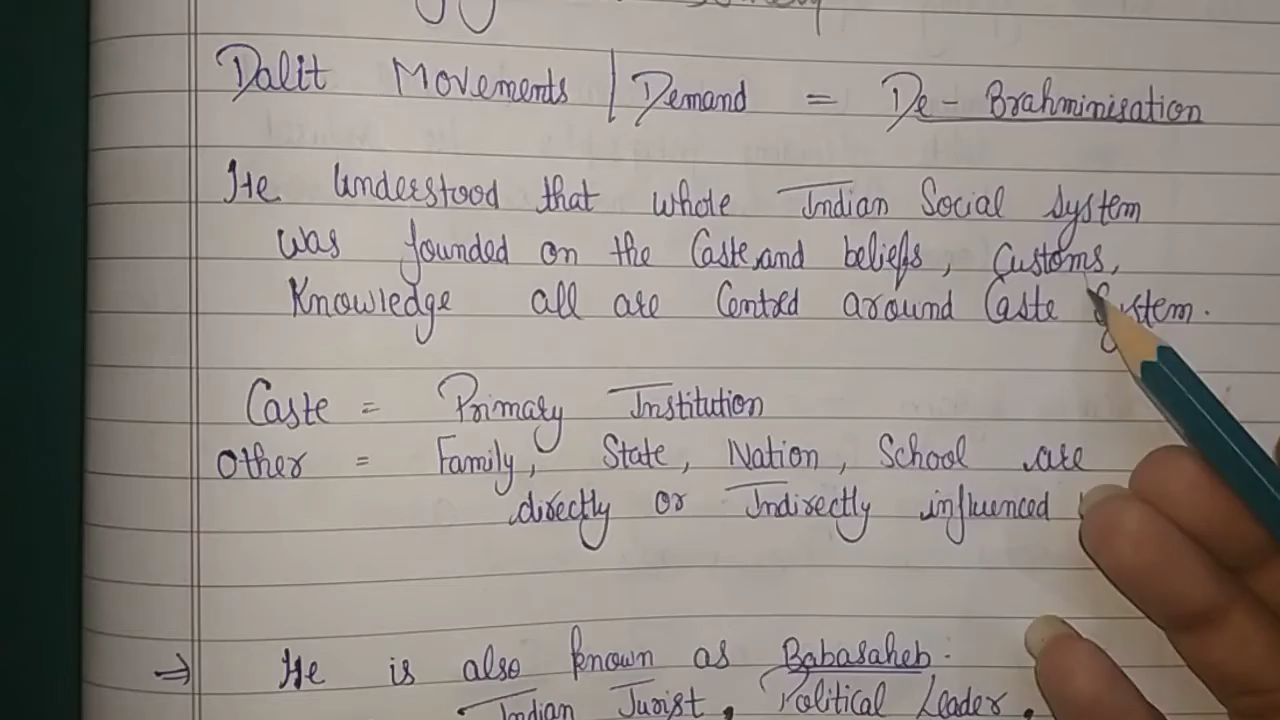 Dalit Movements | Demand = De-Brahminisation
He understood that whole Indian Social System
was founded on the Caste and beliefs, Customs,
Knowledge all are Centred around Caste System.
Caste = Primary Institution
Other = Family, State, Nation, School are
directly or Indirectly influenced
⇒ He is also known as Babasaheb.
Indian Jurist, Political Leader,